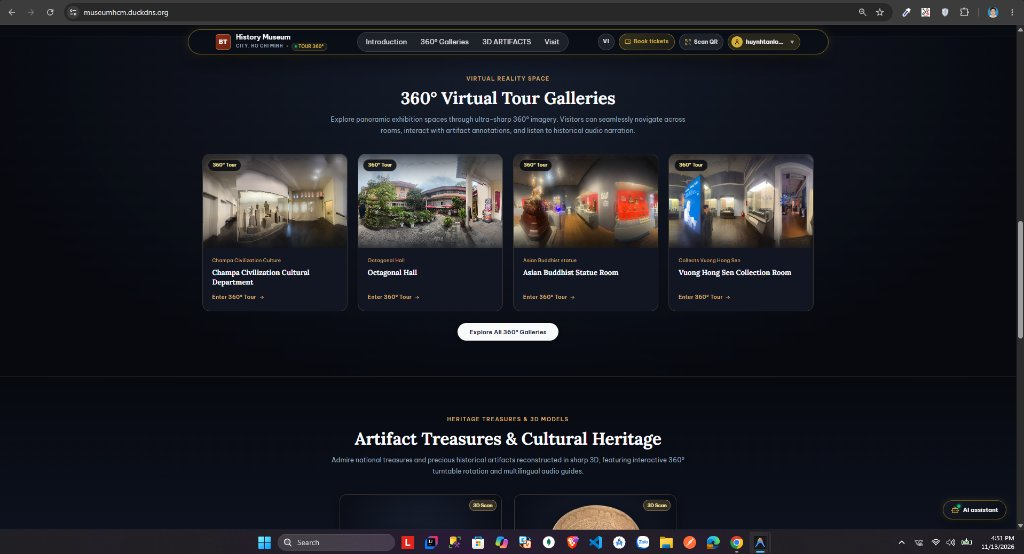 museumhcm.duckdns.org
BT
History Museum
CITY. HO CHI MINH • TOUR 360°
Introduction 360° Galleries 3D ARTIFACTS Visit
VI Book tickets Scan QR huynhtanlo...
VIRTUAL REALITY SPACE
360° Virtual Tour Galleries
Explore panoramic exhibition spaces through ultra-sharp 360° imagery. Visitors can seamlessly navigate across
rooms, interact with artifact annotations, and listen to historical audio narration.
360° Tour 360° Tour 360° Tour 360° Tour
Champa Civilization Culture
Champa Civilization Cultural
Department
Enter 360° Tour →
Octagonal Hall
Octagonal Hall
Enter 360° Tour →
Asian Buddhist statue
Asian Buddhist Statue Room
Enter 360° Tour →
Collects Vuong Hong Sen
Vuong Hong Sen Collection Room
Enter 360° Tour →
Explore All 360° Galleries
HERITAGE TREASURES & 3D MODELS
Artifact Treasures & Cultural Heritage
Admire national treasures and precious historical artifacts reconstructed in sharp 3D, featuring interactive 360°
turntable rotation and multilingual audio guides.
3D Scan 3D Scan
AI assistant
Search
L
Zalo
4:51 PM
11/13/2026